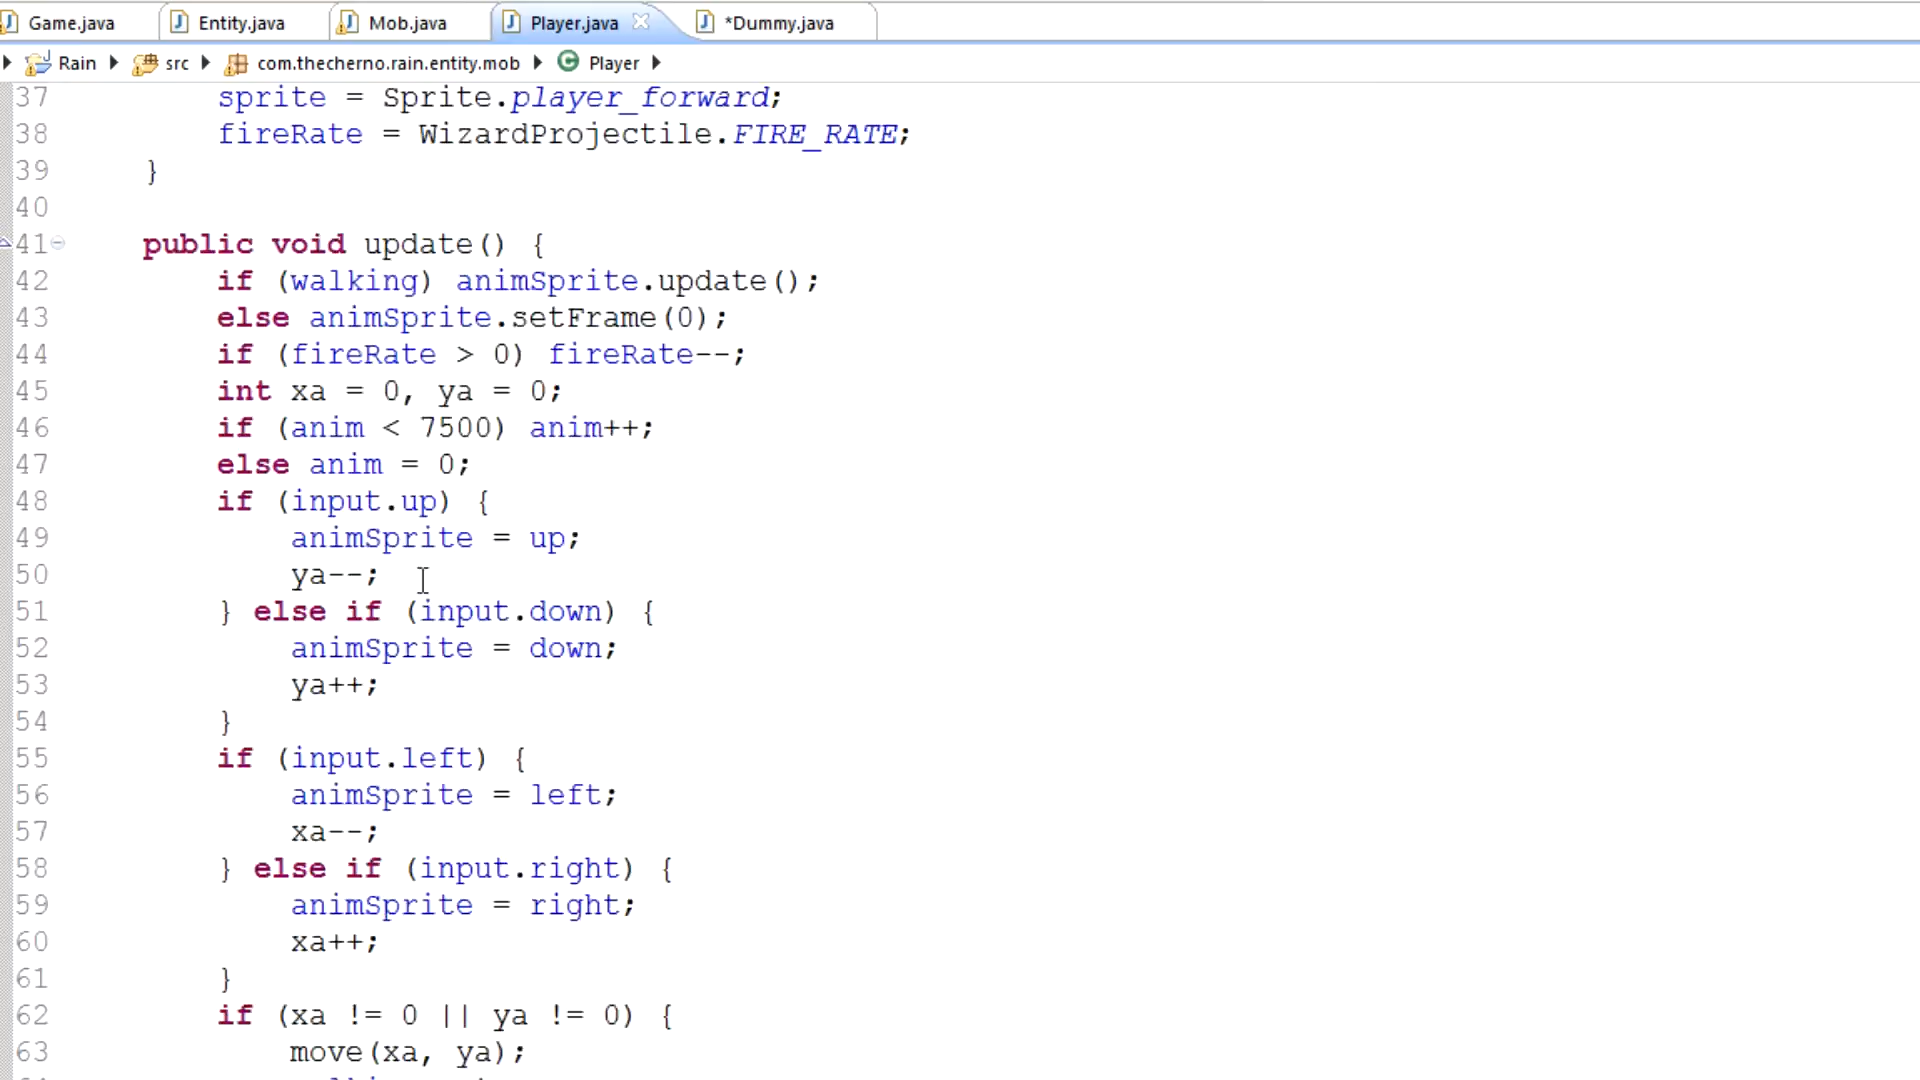 Game.java Entity.java Mob.java Player.java *Dummy.java
Rain src com.thecherno.rain.entity.mob Player
37 sprite = Sprite.player_forward;
38 fireRate = WizardProjectile.FIRE_RATE;
39 }
40
41 public void update() {
42 if (walking) animSprite.update();
43 else animSprite.setFrame(0);
44 if (fireRate > 0) fireRate--;
45 int xa = 0, ya = 0;
46 if (anim < 7500) anim++;
47 else anim = 0;
48 if (input.up) {
49 animSprite = up;
50 ya--;
51 } else if (input.down) {
52 animSprite = down;
53 ya++;
54 }
55 if (input.left) {
56 animSprite = left;
57 xa--;
58 } else if (input.right) {
59 animSprite = right;
60 xa++;
61 }
62 if (xa != 0 || ya != 0) {
63 move(xa, ya);